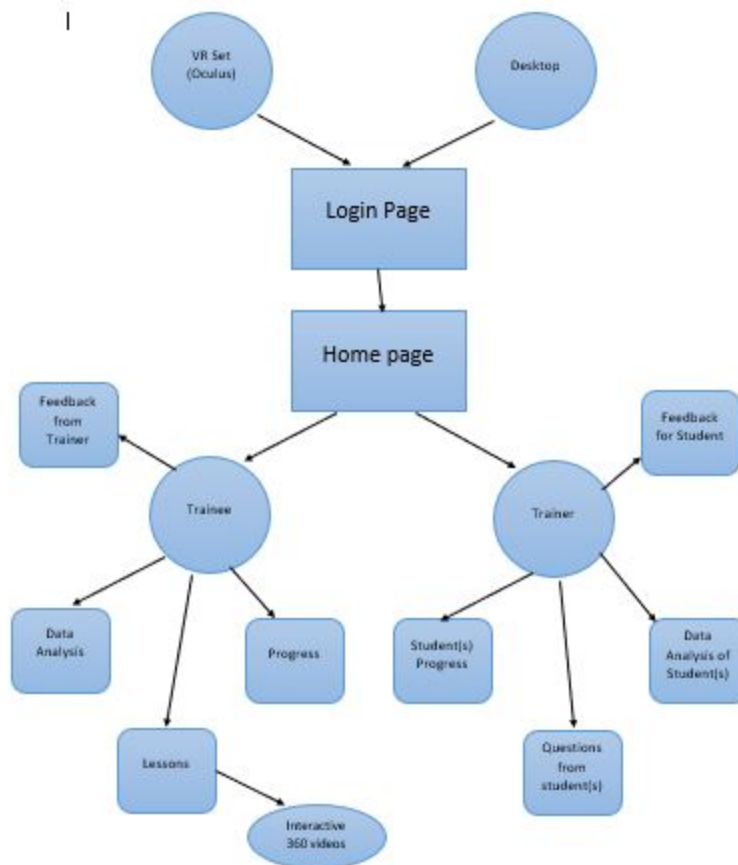 VR Set
(Oculus)
Desktop
Login Page
Home page
Feedback
from
Trainer
Feedback
for Student
Trainee
Trainer
Data
Analysis
Progress
Student(s)
Progress
Data
Analysis of
Student(s)
Lessons
Questions
from
student(s)
Interactive
360 videos